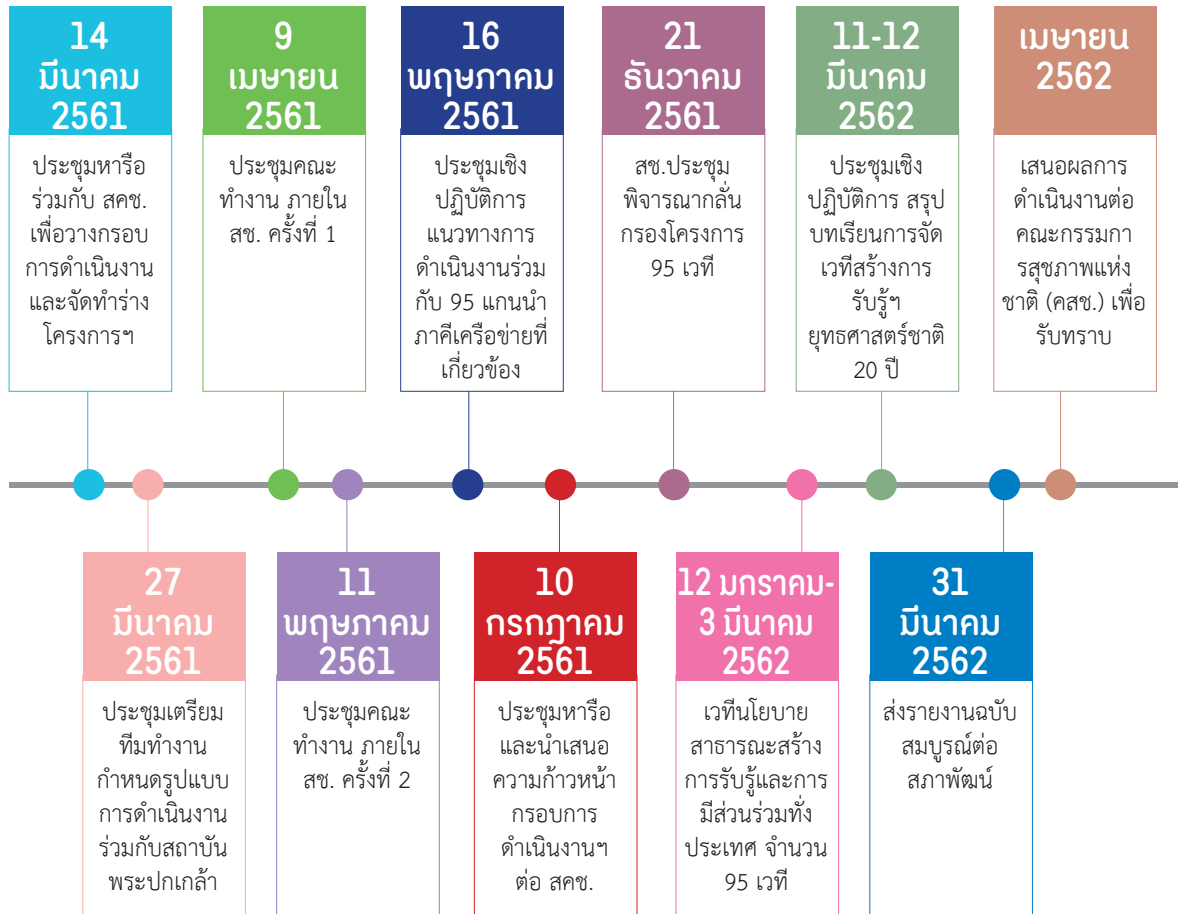 14
มีนาคม
2561
ประชุมหารือ
ร่วมกับ สคช.
เพื่อวางกรอบ
การดำเนินงาน
และจัดทำร่าง
โครงการฯ
9
เมษายน
2561
ประชุมคณะ
ทำงาน ภายใน
สช. ครั้งที่ 1
16
พฤษภาคม
2561
ประชุมเชิง
ปฏิบัติการ
แนวทางการ
ดำเนินงานร่วม
กับ 95 แกนนำ
ภาคีเครือข่ายที่
เกี่ยวข้อง
21
ธันวาคม
2561
สช.ประชุม
พิจารณากลั่น
กรองโครงการ
95 เวที
11-12
มีนาคม
2562
ประชุมเชิง
ปฏิบัติการ สรุป
บทเรียนการจัด
เวทีสร้างการ
รับรู้ฯ
ยุทธศาสตร์ชาติ
20 ปี
เมษายน
2562
เสนอผลการ
ดำเนินงานต่อ
คณะกรรมกา
รสุขภาพแห่ง
ชาติ (คสช.) เพื่อ
รับทราบ
27
มีนาคม
2561
ประชุมเตรียม
ทีมทำงาน
กำหนดรูปแบบ
การดำเนินงาน
ร่วมกับสถาบัน
พระปกเกล้า
11
พฤษภาคม
2561
ประชุมคณะ
ทำงาน ภายใน
สช. ครั้งที่ 2
10
กรกฎาคม
2561
ประชุมหารือ
และนำเสนอ
ความก้าวหน้า
กรอบการ
ดำเนินงานฯ
ต่อ สคช.
12 มกราคม-
3 มีนาคม
2562
เวทีนโยบาย
สาธารณะสร้าง
การรับรู้และการ
มีส่วนร่วมทั่ง
ประเทศ จำนวน
95 เวที
31
มีนาคม
2562
ส่งรายงานฉบับ
สมบูรณ์ต่อ
สภาพัฒน์